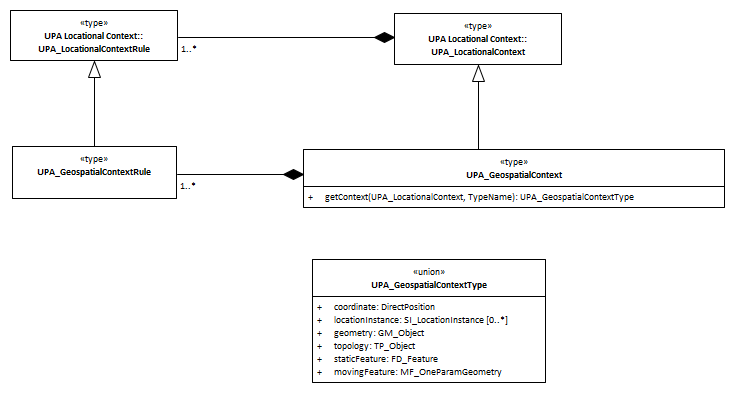 «type»
UPA Locational Context::
UPA_LocationalContextRule
1..*
«type»
UPA Locational Context::
UPA_LocationalContext
«type»
UPA_GeospatialContextRule
1..*
«type»
UPA_GeospatialContext
+ getContext(UPA_LocationalContext, TypeName): UPA_GeospatialContextType
«union»
UPA_GeospatialContextType
+ coordinate: DirectPosition
+ locationInstance: SI_LocationInstance [0..*]
+ geometry: GM_Object
+ topology: TP_Object
+ staticFeature: FD_Feature
+ movingFeature: MF_OneParamGeometry